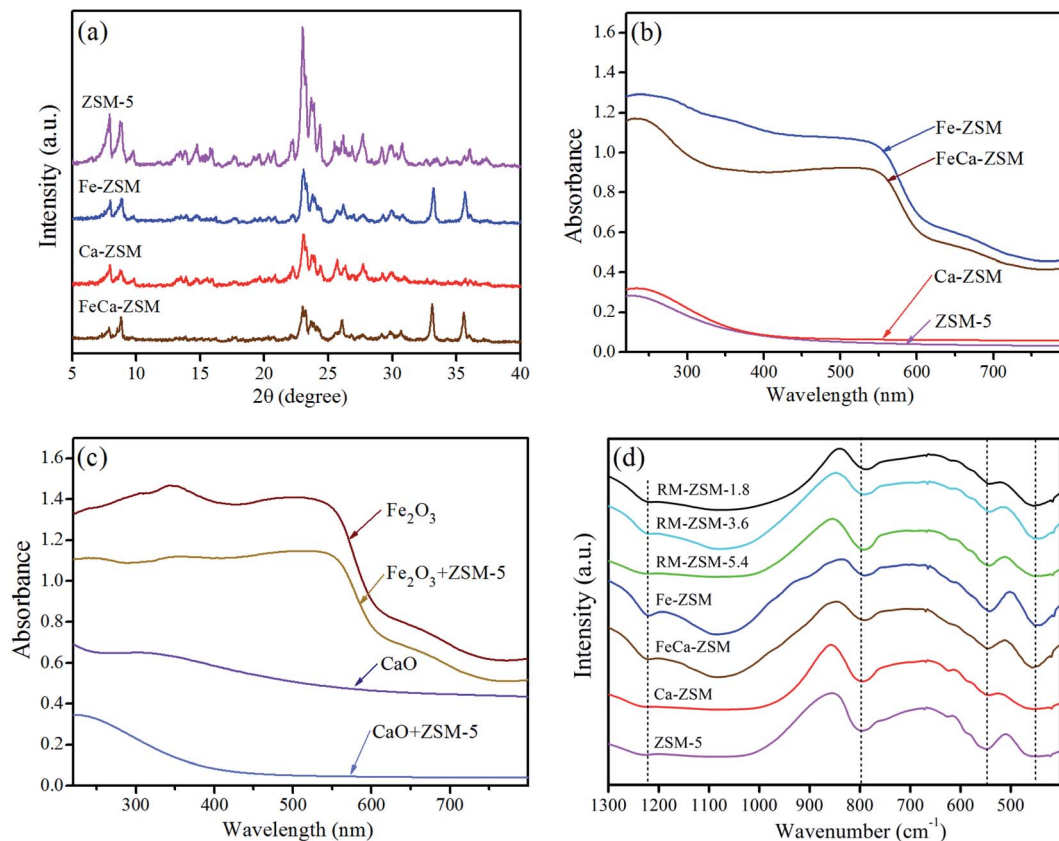 (a)
Intensity (a.u.)
ZSM-5
Fe-ZSM
Ca-ZSM
FeCa-ZSM
5 10 15 20 25 30 35 40
2θ (degree)
(b)
Absorbance
1.6
1.4
1.2
1.0
0.8
0.6
0.4
0.2
0.0
Fe-ZSM
FeCa-ZSM
Ca-ZSM
ZSM-5
300 400 500 600 700
Wavelength (nm)
(c)
Absorbance
1.6
1.4
1.2
1.0
0.8
0.6
0.4
0.2
0.0
Fe₂O₃
Fe₂O₃+ZSM-5
CaO
CaO+ZSM-5
300 400 500 600 700
Wavelength (nm)
(d)
Intensity (a.u.)
RM-ZSM-1.8
RM-ZSM-3.6
RM-ZSM-5.4
Fe-ZSM
FeCa-ZSM
Ca-ZSM
ZSM-5
1300 1200 1100 1000 900 800 700 600 500
Wavenumber (cm⁻¹)